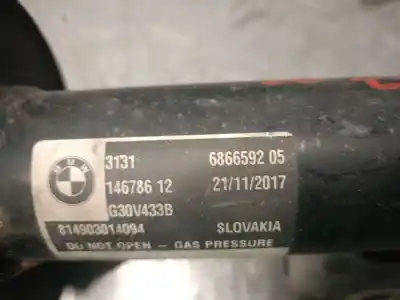 BMW
3131 6866592 05
146786 12 21/11/2017
G30V433B
814903014094 SLOVAKIA
DO NOT OPEN - GAS PRESSURE